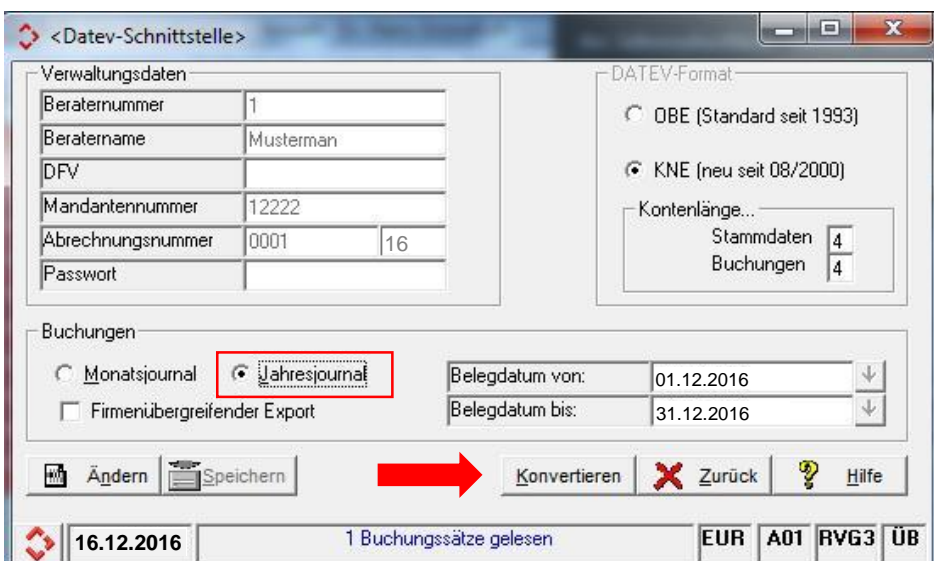 <Datev-Schnittstelle>
Verwaltungsdaten
Beraternummer 1
Beratername Musterman
DFV
Mandantennummer 12222
Abrechnungsnummer 0001 16
Passwort
DATEV-Format
OBE (Standard seit 1993)
KNE (neu seit 08/2000)
Kontenlänge...
Stammdaten 4
Buchungen 4
Buchungen
Monatsjournal Jahresjournal
Firmenübergreifender Export
Belegdatum von: 01.12.2016
Belegdatum bis: 31.12.2016
Ändern Speichern Konvertieren Zurück Hilfe
16.12.2016 1 Buchungssätze gelesen EUR A01 RVG3 ÜB